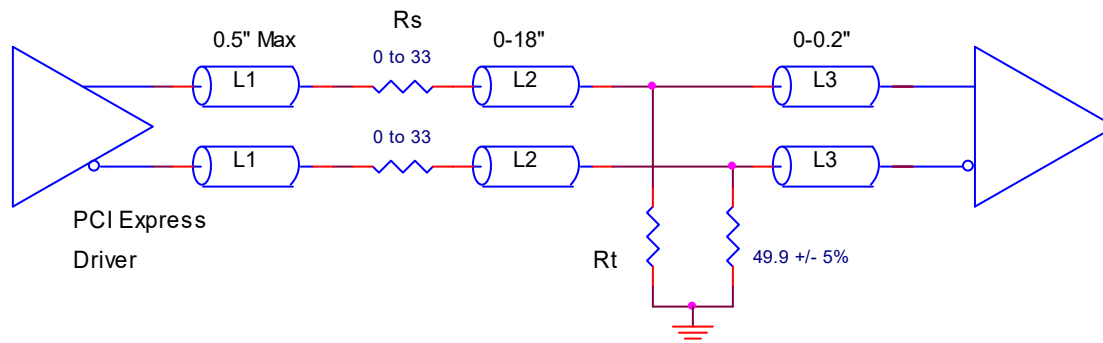 Rs
0.5" Max
0-18"
0-0.2"
0 to 33
L1
L2
L3
0 to 33
L1
L2
L3
PCI Express
Driver
Rt
49.9 +/- 5%